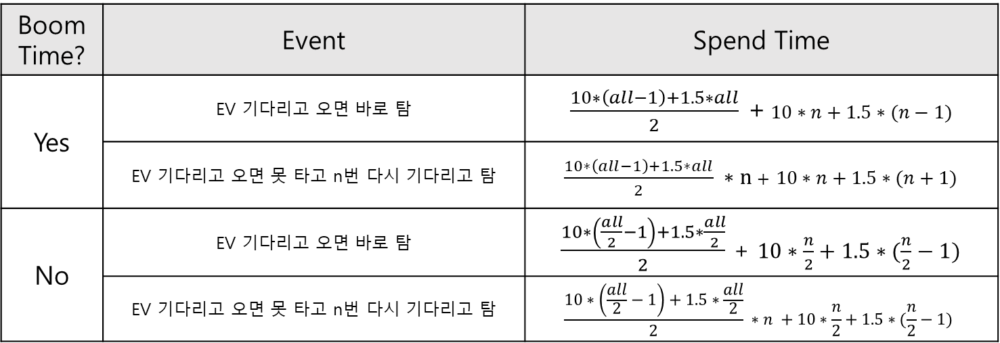 Boom Time?
Event
Spend Time
Yes
EV 기다리고 오면 바로 탐
\frac{10*(all-1)+1.5*all}{2} + 10 * n + 1.5 * (n - 1)
EV 기다리고 오면 못 타고 n번 다시 기다리고 탐
\frac{10*(all-1)+1.5*all}{2} * n + 10 * n + 1.5 * (n + 1)
No
EV 기다리고 오면 바로 탐
\frac{10*(\frac{all}{2}-1)+1.5*\frac{all}{2}}{2} + 10 * \frac{n}{2} + 1.5 * (\frac{n}{2} - 1)
EV 기다리고 오면 못 타고 n번 다시 기다리고 탐
\frac{10*(\frac{all}{2}-1)+1.5*\frac{all}{2}}{2} * n + 10 * \frac{n}{2} + 1.5 * (\frac{n}{2} - 1)